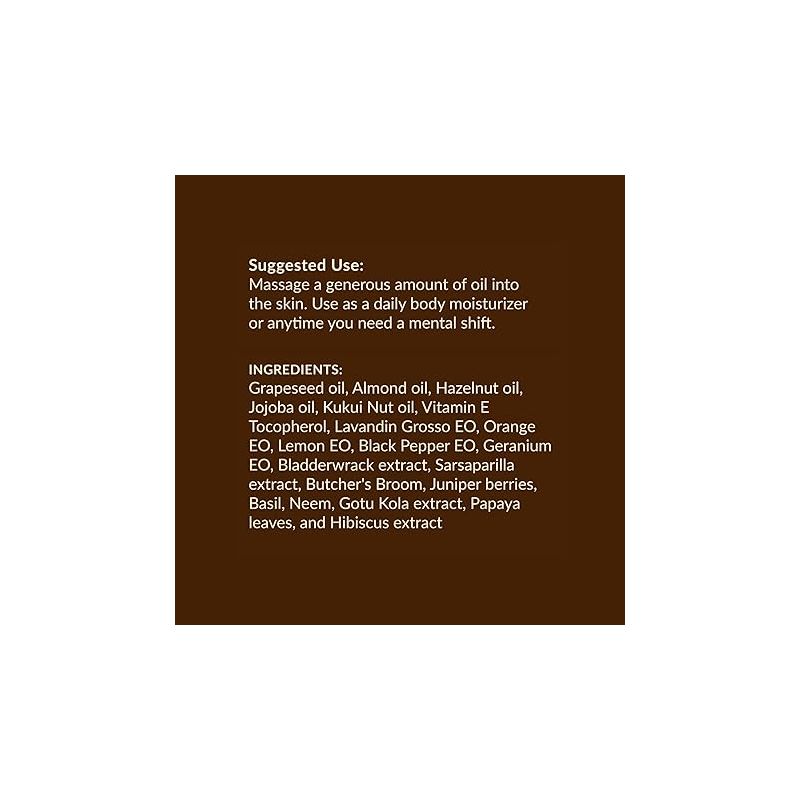 Suggested Use:
Massage a generous amount of oil into
the skin. Use as a daily body moisturizer
or anytime you need a mental shift.
INGREDIENTS:
Grapeseed oil, Almond oil, Hazelnut oil,
Jojoba oil, Kukui Nut oil, Vitamin E
Tocopherol, Lavandin Grosso EO, Orange
EO, Lemon EO, Black Pepper EO, Geranium
EO, Bladderwrack extract, Sarsaparilla
extract, Butcher's Broom, Juniper berries,
Basil, Neem, Gotu Kola extract, Papaya
leaves, and Hibiscus extract